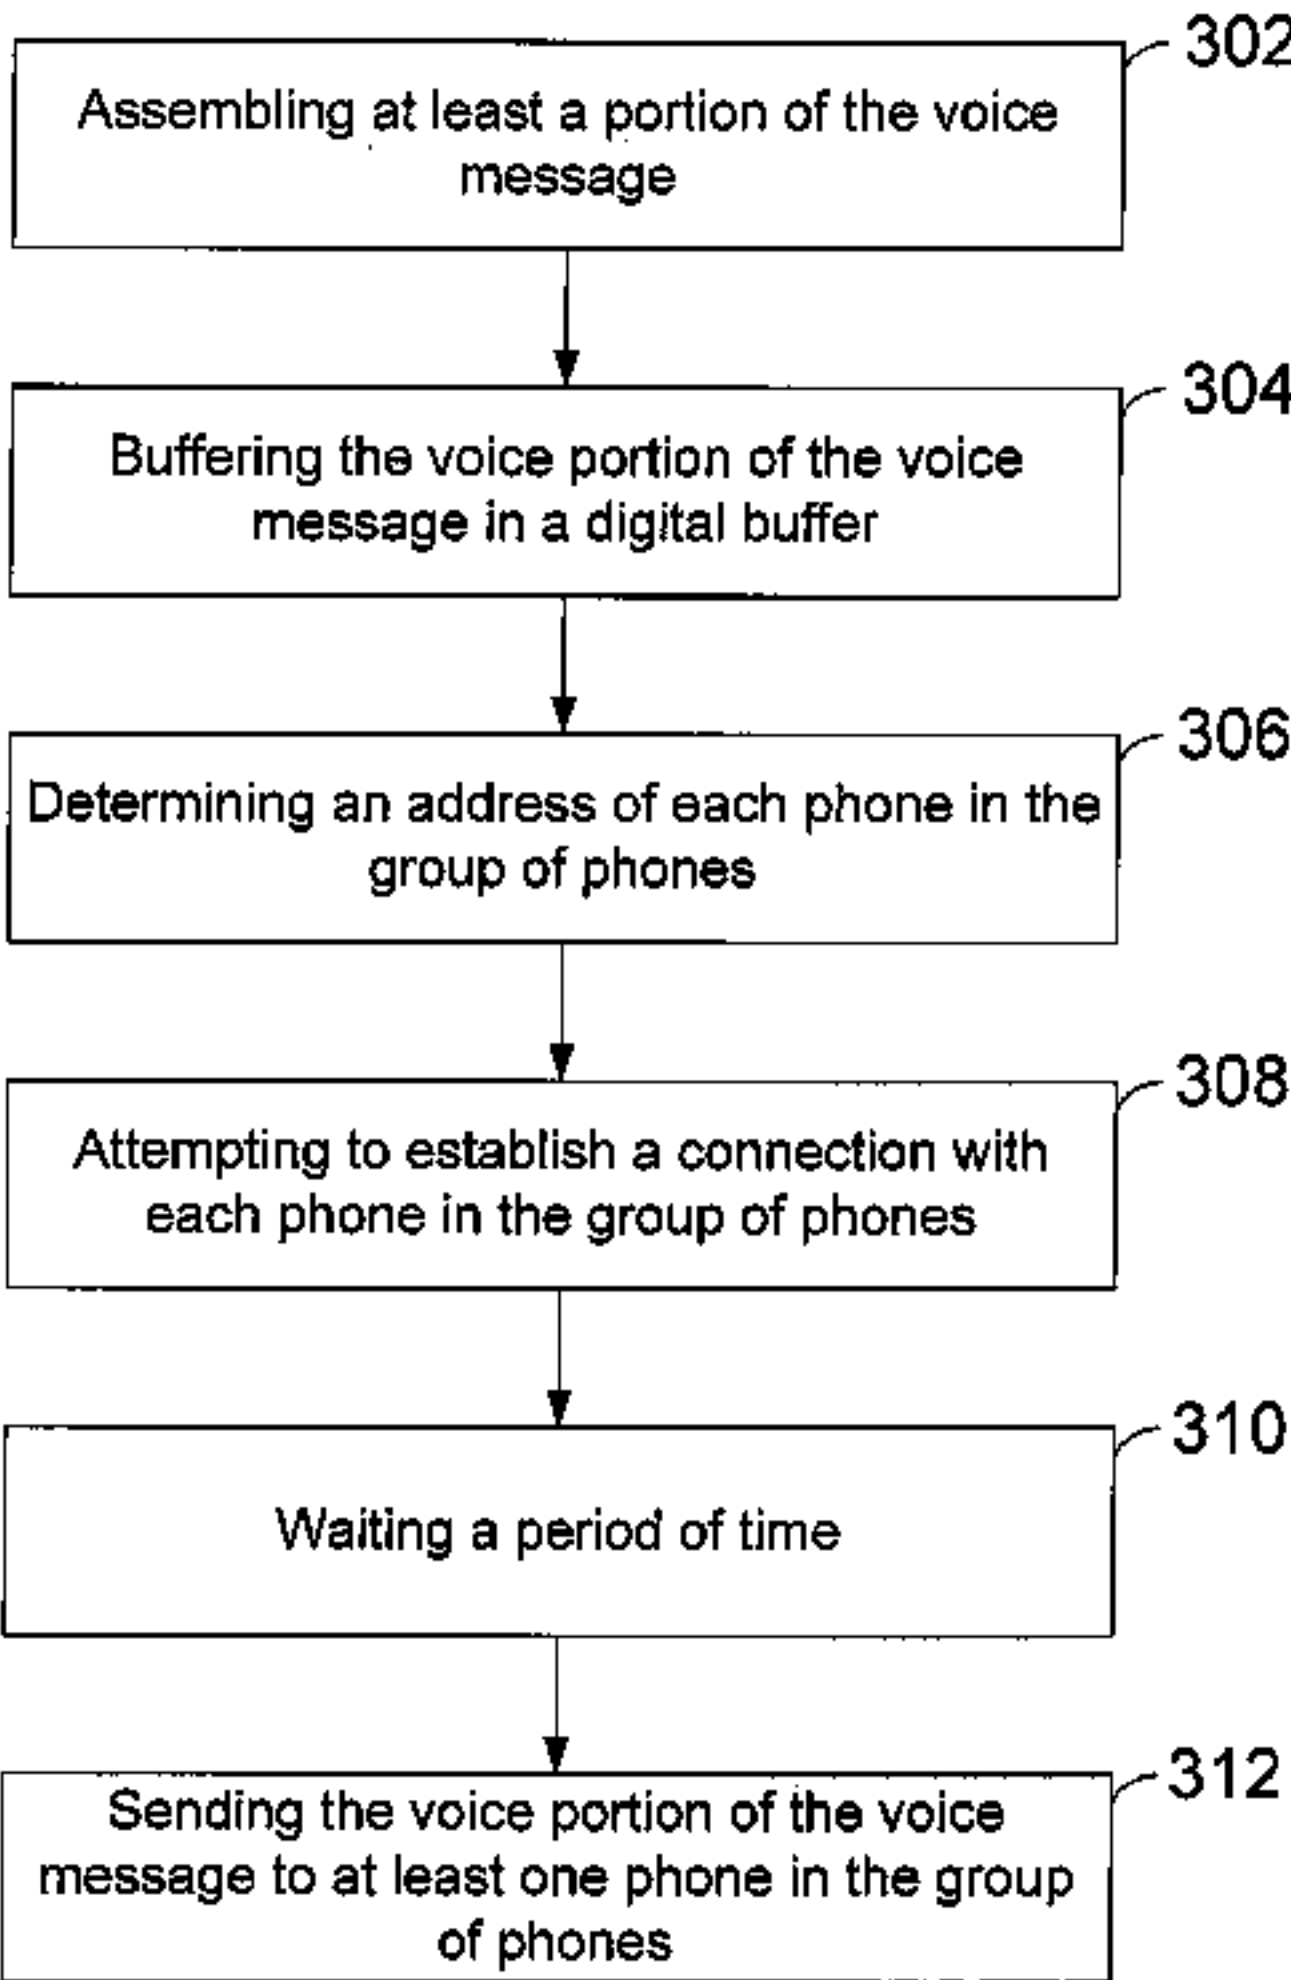 302
Assembling at least a portion of the voice
message
304
Buffering the voice portion of the voice
message in a digital buffer
306
Determining an address of each phone in the
group of phones
308
Attempting to establish a connection with
each phone in the group of phones
310
Waiting a period of time
312
Sending the voice portion of the voice
message to at least one phone in the group
of phones